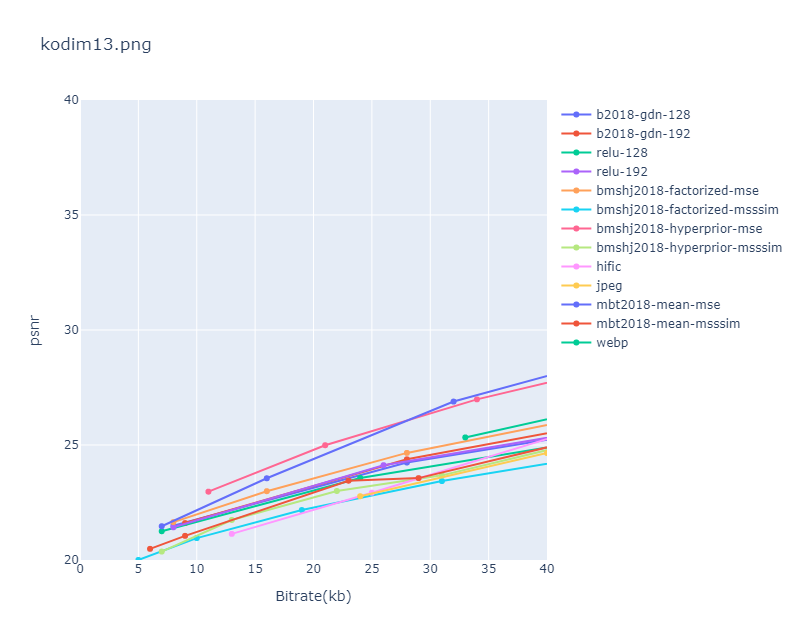 kodim13.png
40
35
30
25
20
psnr
0
5
10
15
20
25
30
35
40
Bitrate(kb)
b2018-gdn-128
b2018-gdn-192
relu-128
relu-192
bmshj2018-factorized-mse
bmshj2018-factorized-msssim
bmshj2018-hyperprior-mse
bmshj2018-hyperprior-msssim
hific
jpeg
mbt2018-mean-mse
mbt2018-mean-msssim
webp